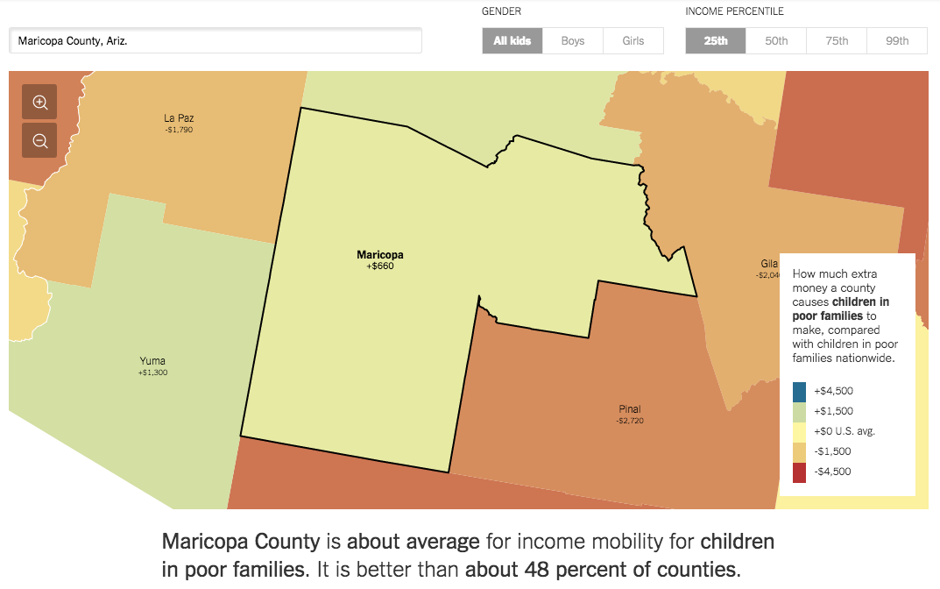 GENDER
INCOME PERCENTILE
Maricopa County, Ariz.
All kids
Boys
Girls
25th
50th
75th
99th
La Paz
-$1,790
Maricopa
+$660
Gila
-$2,04
Yuma
+$1,300
Pinal
-$2,720
How much extra
money a county
causes children in
poor families to
make, compared
with children in poor
families nationwide.
+$4,500
+$1,500
+$0 U.S. avg.
-$1,500
-$4,500
Maricopa County is about average for income mobility for children
in poor families. It is better than about 48 percent of counties.